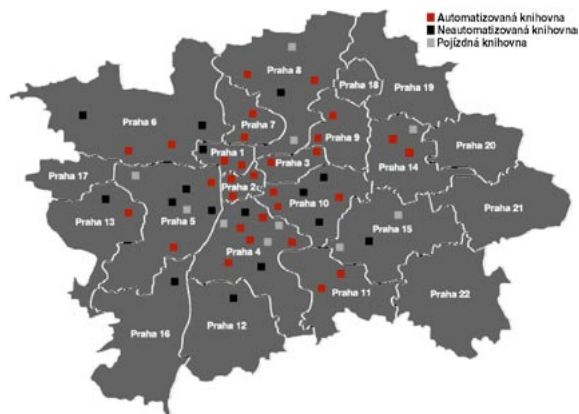 Automatizovaná knihovna
Neautomatizovaná knihovna
Pojízdná knihovna
Praha 8
Praha 18
Praha 19
Praha 6
Praha 7
Praha 9
Praha 20
Praha 1
Praha 3
Praha 14
Praha 17
Praha 2
Praha 10
Praha 21
Praha 13
Praha 5
Praha 15
Praha 4
Praha 11
Praha 22
Praha 16
Praha 12